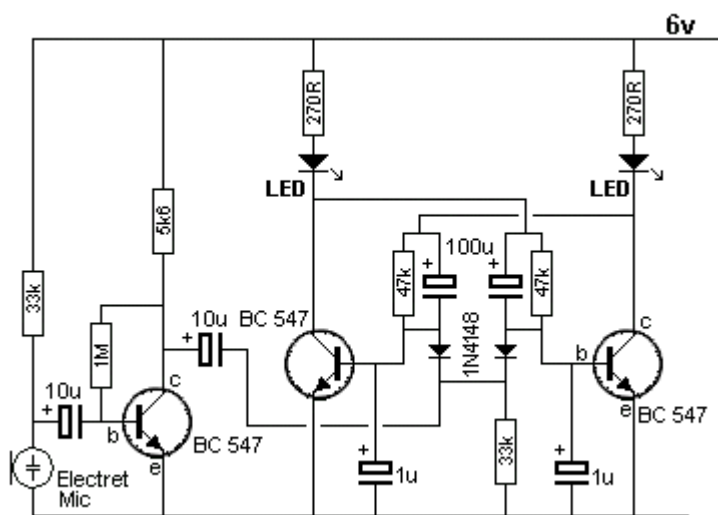 6v
270R
270R
LED
LED
5k6
100u
33k
47k
47k
10u
BC 547
1N4148
1M
c
c
10u
b
b
BC 547
e
BC 547
33k
e
Electret
Mic
1u
1u
+
+
+
+
+
+